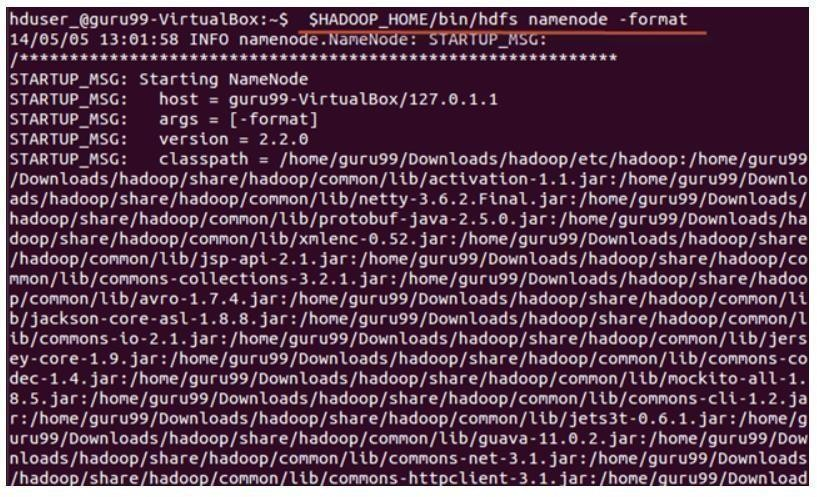 hduser_@guru99-VirtualBox:~$ $HADOOP_HOME/bin/hdfs namenode -format
14/05/05 13:01:58 INFO namenode.NameNode: STARTUP_MSG:
/************************************************************
STARTUP_MSG: Starting NameNode
STARTUP_MSG:   host = guru99-VirtualBox/127.0.1.1
STARTUP_MSG:   args = [-format]
STARTUP_MSG:   version = 2.2.0
STARTUP_MSG:   classpath = /home/guru99/Downloads/hadoop/etc/hadoop:/home/guru99
/Downloads/hadoop/share/hadoop/common/lib/activation-1.1.jar:/home/guru99/Downlo
ads/hadoop/share/hadoop/common/lib/netty-3.6.2.Final.jar:/home/guru99/Downloads/
hadoop/share/hadoop/common/lib/protobuf-java-2.5.0.jar:/home/guru99/Downloads/ha
doop/share/hadoop/common/lib/xmlenc-0.52.jar:/home/guru99/Downloads/hadoop/share
/hadoop/common/lib/jsp-api-2.1.jar:/home/guru99/Downloads/hadoop/share/hadoop/co
mmon/lib/commons-collections-3.2.1.jar:/home/guru99/Downloads/hadoop/share/hadoo
p/common/lib/avro-1.7.4.jar:/home/guru99/Downloads/hadoop/share/hadoop/common/li
b/jackson-core-asl-1.8.8.jar:/home/guru99/Downloads/hadoop/share/hadoop/common/l
ib/commons-io-2.1.jar:/home/guru99/Downloads/hadoop/share/hadoop/common/lib/jers
ey-core-1.9.jar:/home/guru99/Downloads/hadoop/share/hadoop/common/lib/commons-co
dec-1.4.jar:/home/guru99/Downloads/hadoop/share/hadoop/common/lib/mockito-all-1.
8.5.jar:/home/guru99/Downloads/hadoop/share/hadoop/common/lib/commons-cli-1.2.ja
r:/home/guru99/Downloads/hadoop/share/hadoop/common/lib/jets3t-0.6.1.jar:/home/g
uru99/Downloads/hadoop/share/hadoop/common/lib/guava-11.0.2.jar:/home/guru99/Dow
nloads/hadoop/share/hadoop/common/lib/commons-net-3.1.jar:/home/guru99/Downloads
/hadoop/share/hadoop/common/lib/commons-httpclient-3.1.jar:/home/guru99/Download